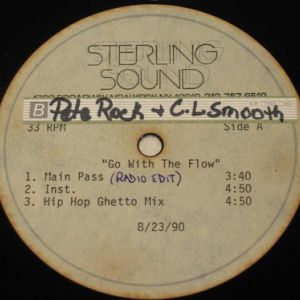 STERLING
SOUND
B Pete Rock + C.L Smooth
33 RPM Side A
"Go With The Flow"
1. Main Pass (RADIO EDIT) 3:40
2. Inst. 4:50
3. Hip Hop Ghetto Mix 4:50
8/23/90